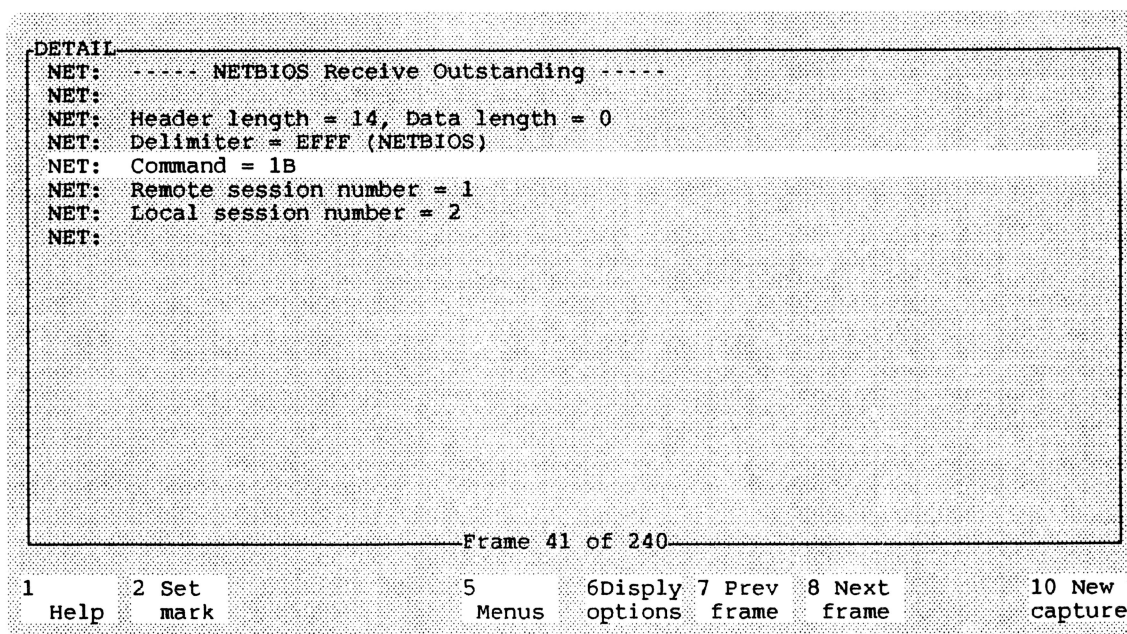 DETAIL
NET: ----- NETBIOS Receive Outstanding -----
NET:
NET: Header length = 14, Data length = 0
NET: Delimiter = EFFF (NETBIOS)
NET: Command = 1B
NET: Remote session number = 1
NET: Local session number = 2
NET:
Frame 41 of 240
1 2 Set 5 6Disply 7 Prev 8 Next 10 New
Help mark Menus options frame frame capture